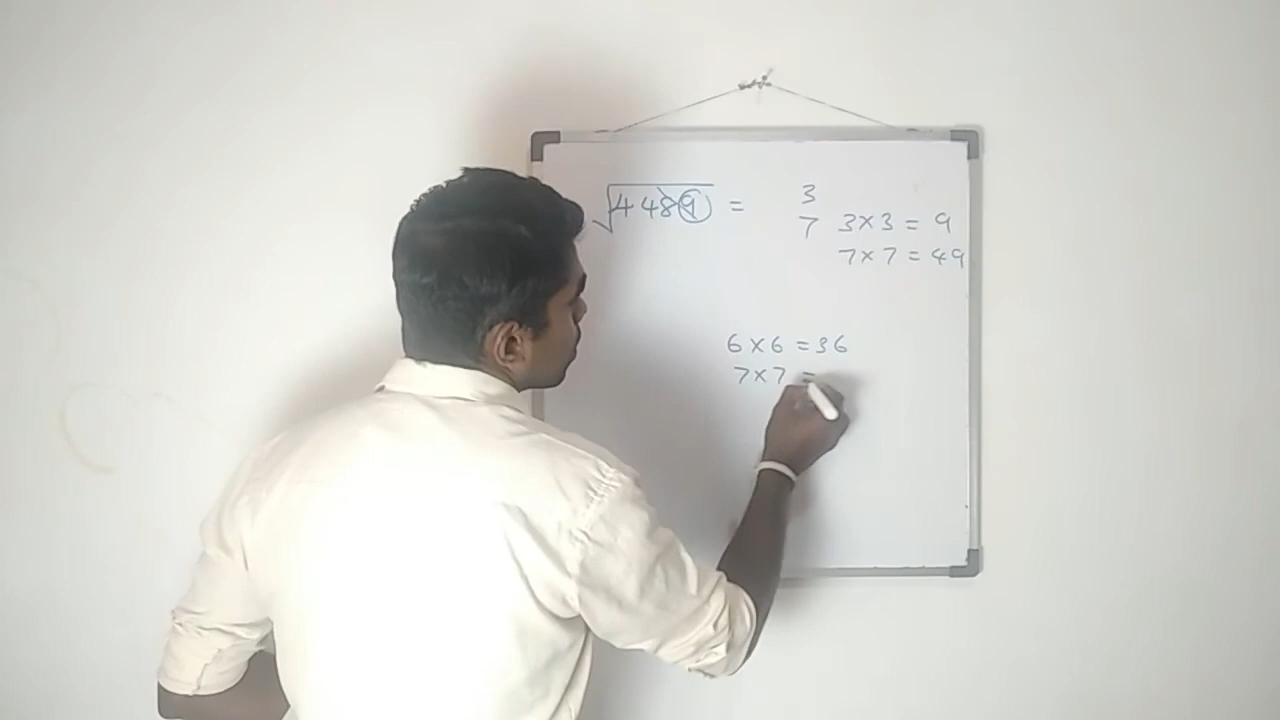 √4489 = 3
7 3×3 = 9
7×7 = 49
6×6 = 36
7×7 =